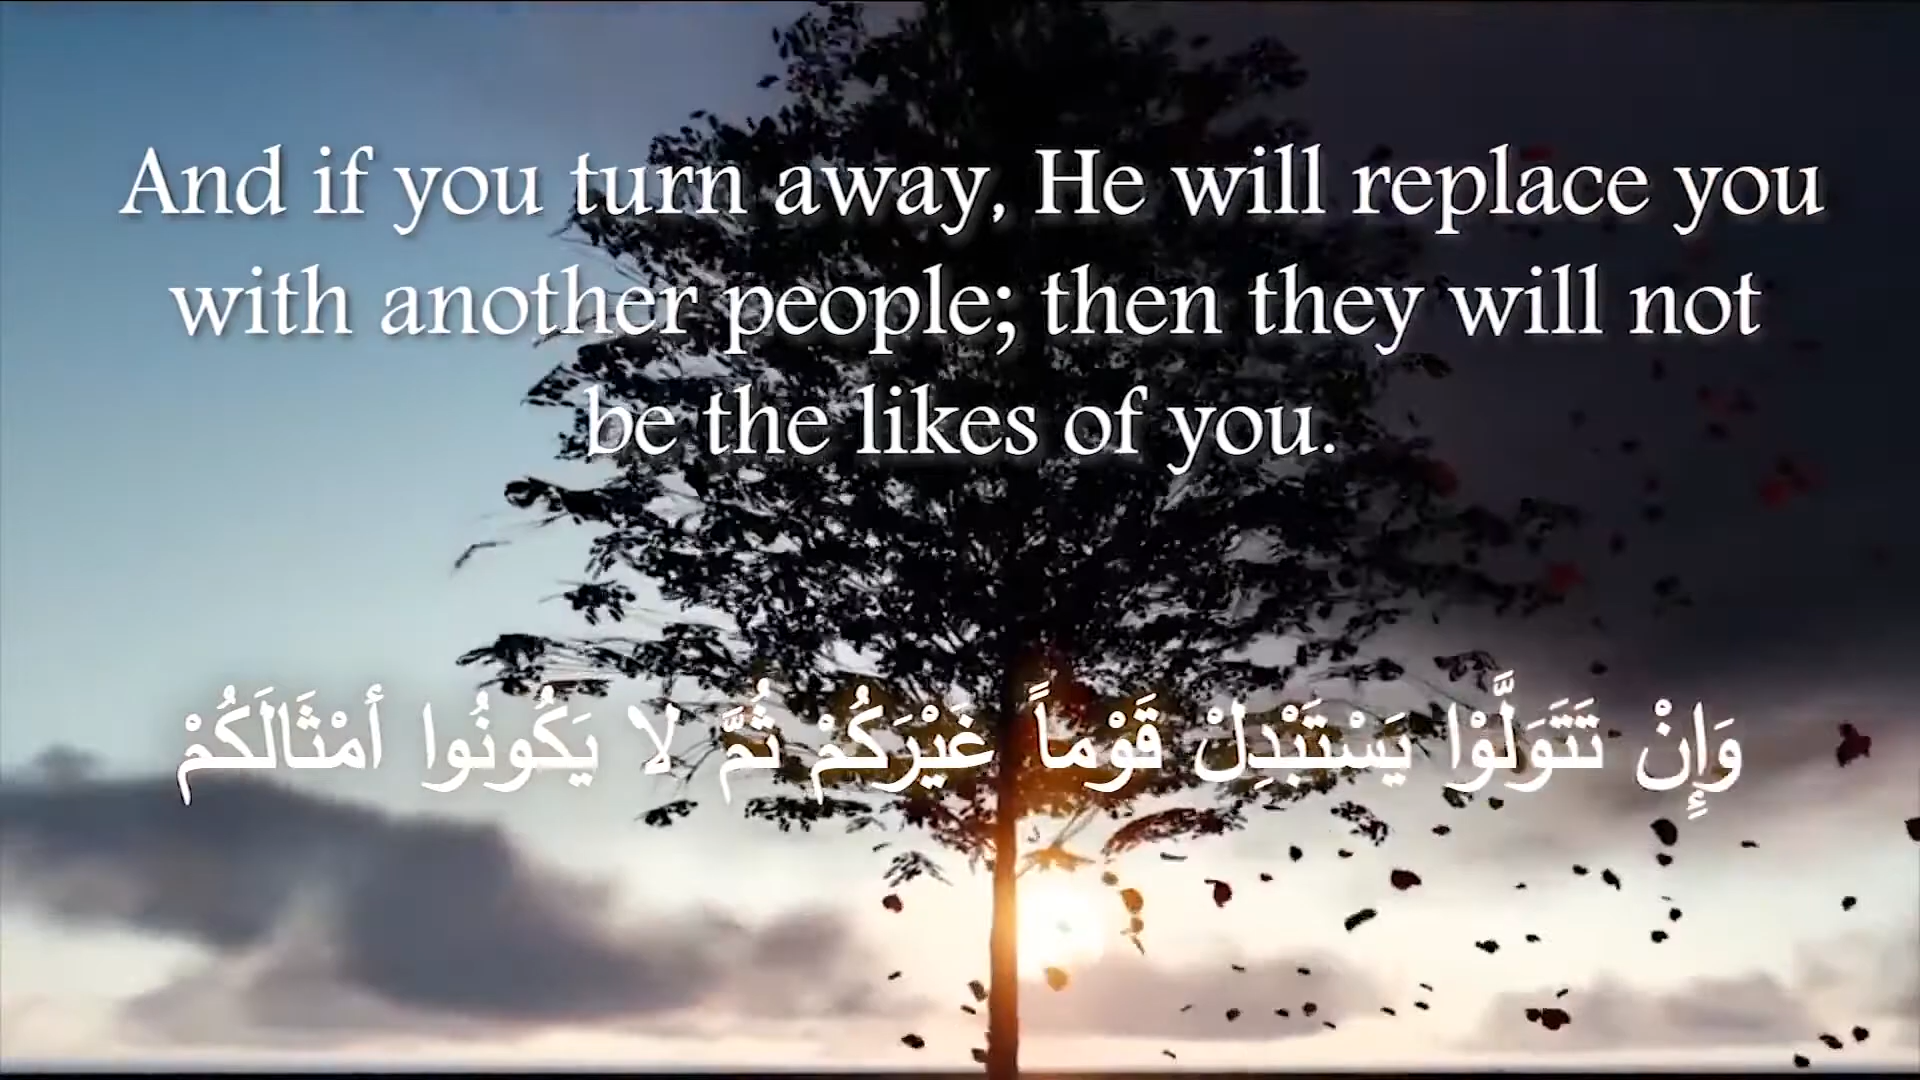 And if you turn away, He will replace you
with another people; then they will not
be the likes of you.
وَإِنْ تَتَوَلَّوْا يَسْتَبْدِلْ قَوْماً غَيْرَكُمْ ثُمَّ لا يَكُونُوا أمْثَالَكُمْ